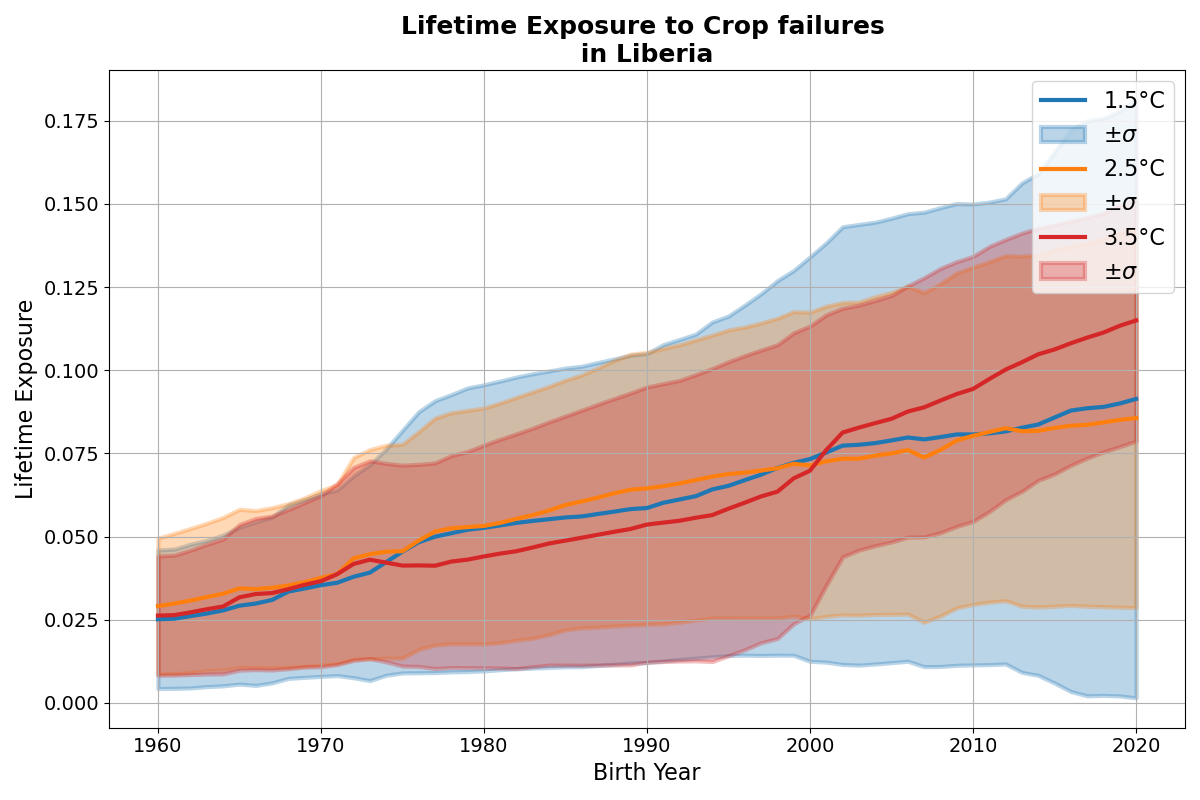 Lifetime Exposure to Crop failures
in Liberia
Lifetime Exposure
0.175
0.150
0.125
0.100
0.075
0.050
0.025
0.000
1.5°C
±σ
2.5°C
±σ
3.5°C
±σ
1960 1970 1980 1990 2000 2010 2020
Birth Year